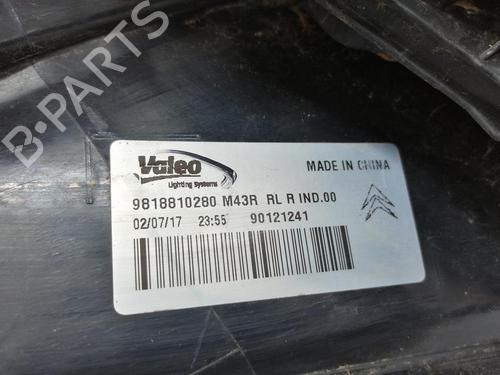 B-PARTS
Valeo
Lighting Systems
MADE IN CHINA
9818810280 M43R RL R IND.00
02/07/17 23:55 90121241